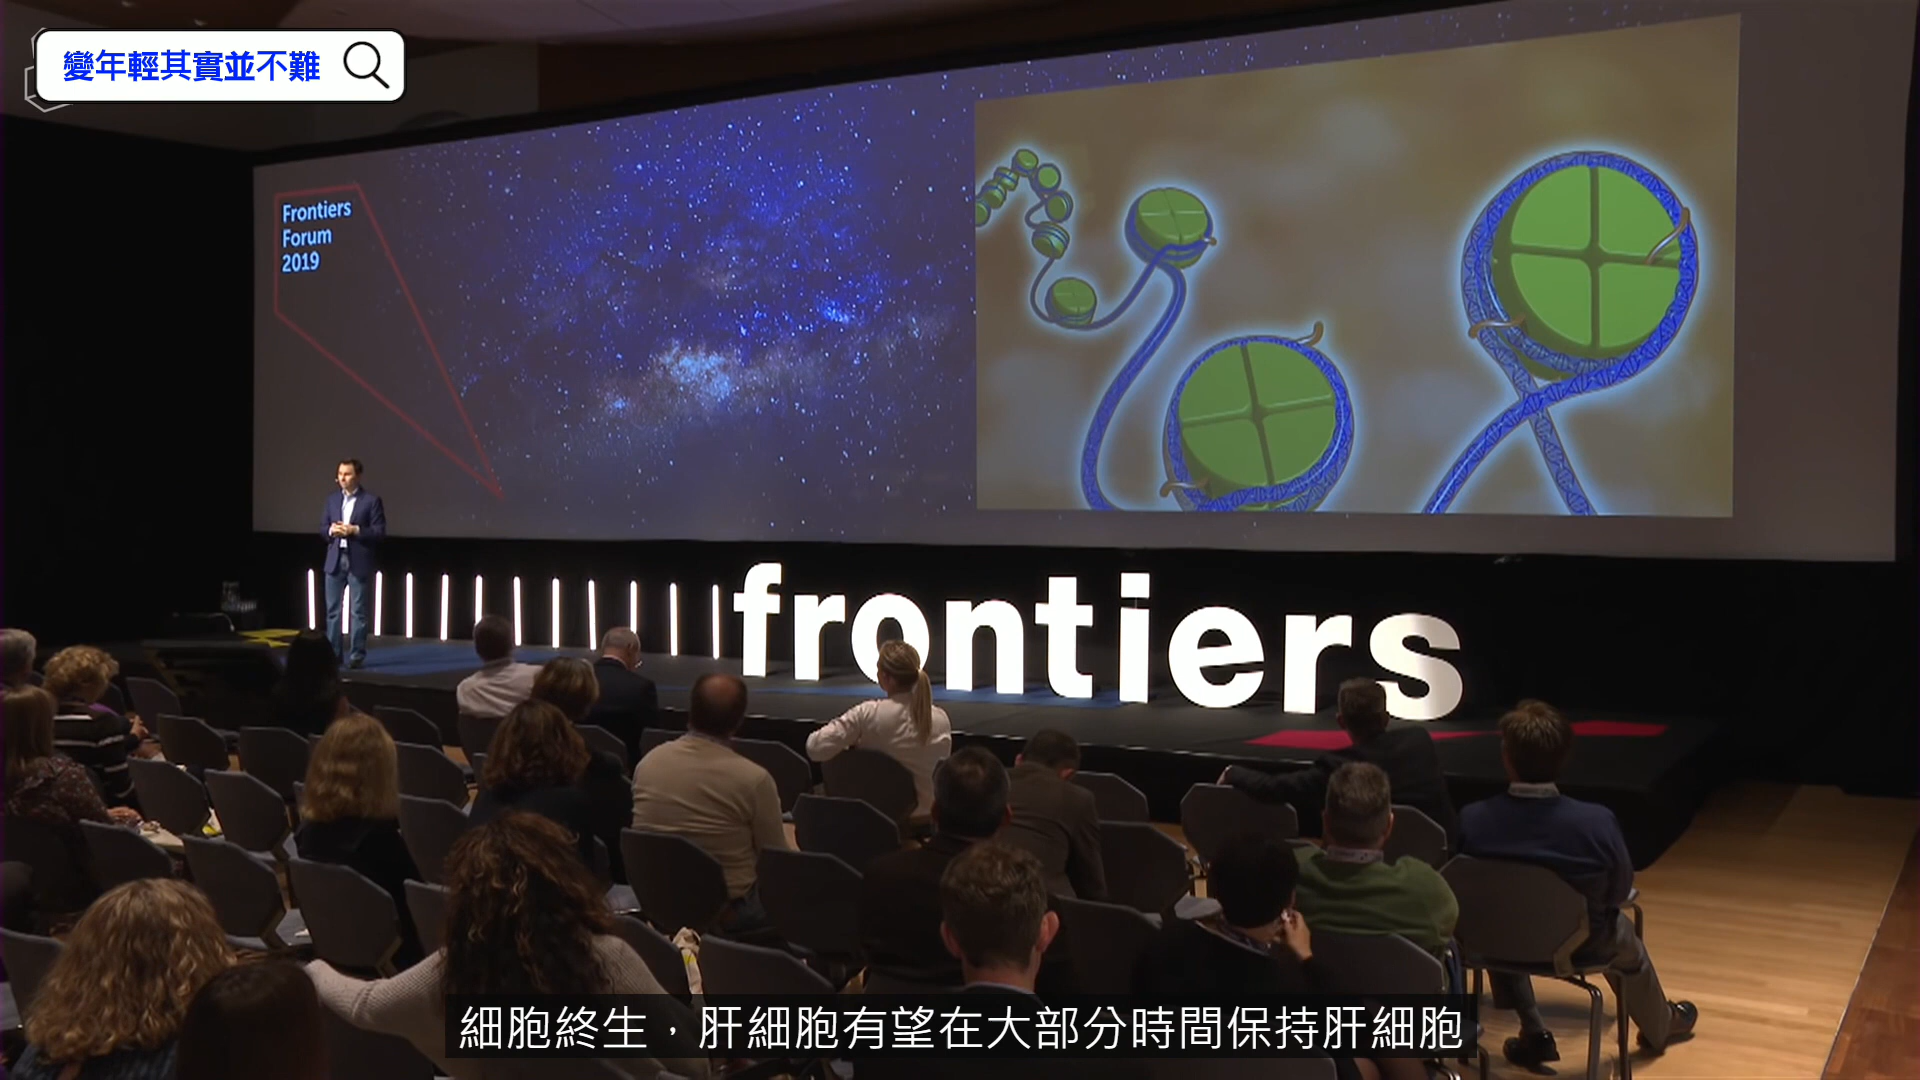 變年輕其實並不難
Frontiers
Forum
2019
frontiers
細胞終生，肝細胞有望在大部分時間保持肝細胞